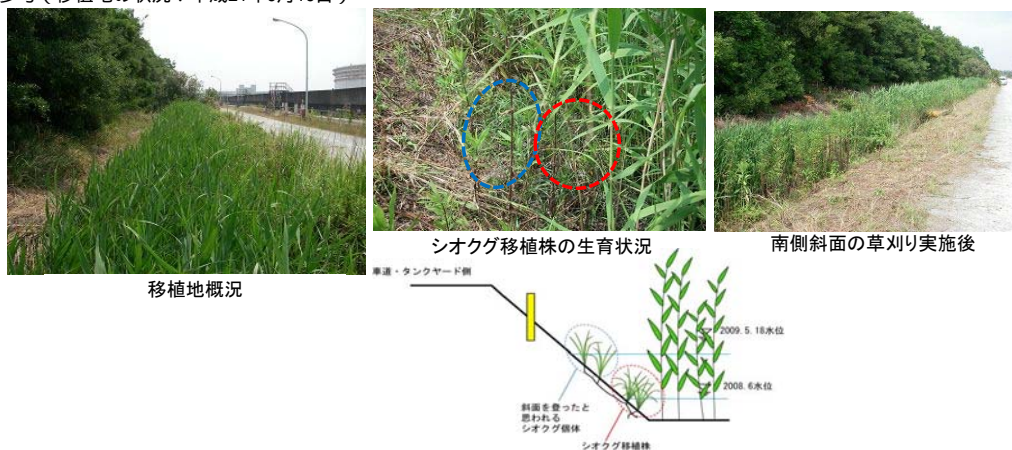 シオクグ移植株の生育状況
南側斜面の草刈り実施後
移植地概況
車道・タンクヤード側
2009.5.18水位
2008.6水位
斜面を登ったと
思われる
シオクグ個体
シオクグ移植株